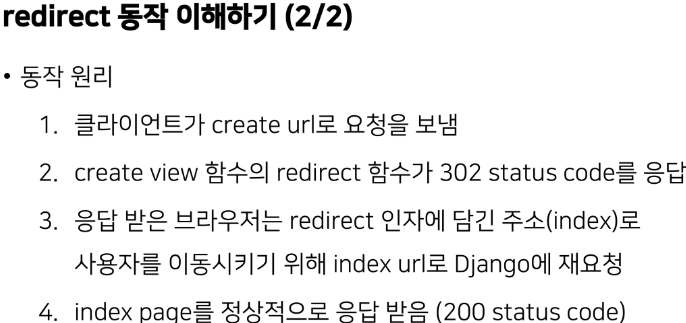 redirect 동작 이해하기 (2/2)
• 동작 원리
1. 클라이언트가 create url로 요청을 보냄
2. create view 함수의 redirect 함수가 302 status code를 응답
3. 응답 받은 브라우저는 redirect 인자에 담긴 주소(index)로
사용자를 이동시키기 위해 index url로 Django에 재요청
4. index page를 정상적으로 응답 받음 (200 status code)